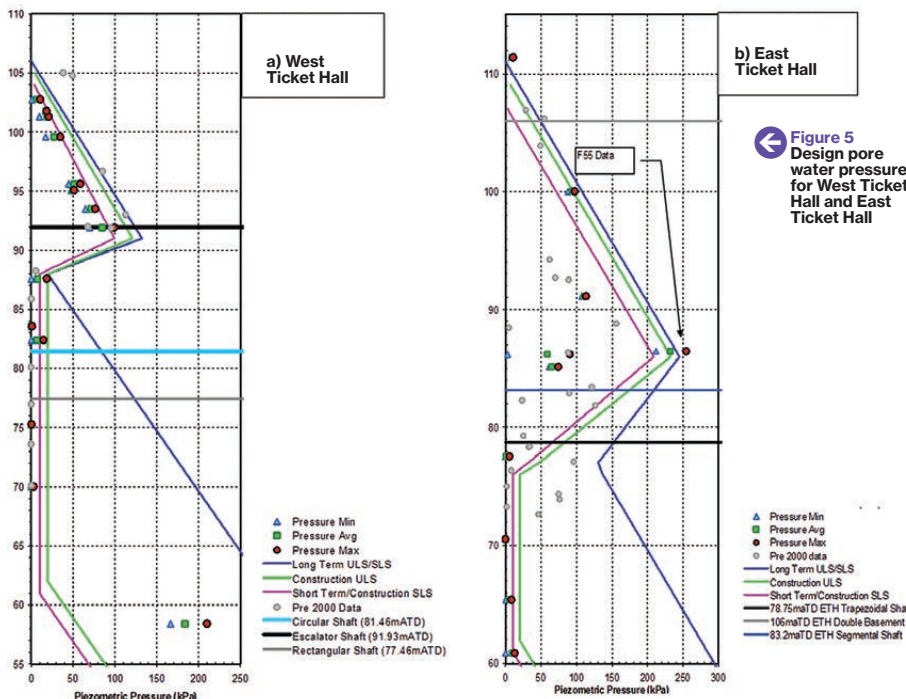 a) West
Ticket Hall
110
105
100
95
90
85
80
75
70
65
60
55
0
50
100
150
200
250
Piezometric Pressure (kPa)
Pressure Min
Pressure Avg
Pressure Max
Long Term ULS/SLS
Construction ULS
Short Term/Construction SLS
Pre 2000 Data
Circular Shaft (81.46mATD)
Escalator Shaft (91.93mATD)
Rectangular Shaft (77.46mATD)
b) East
Ticket Hall
F55 Data
110
100
90
80
70
60
0
50
100
150
200
250
300
Piezometric Pressure (kPa)
Pressure Min
Pressure Avg
Pressure Max
Pre 2000 data
Long Term ULS/SLS
Construction ULS
Short Term/Construction SLS
78.75maTD ETH Trapezoidal Sha
106maTD ETH Double Basement
83.2maTD ETH Segmental Shaft
Figure 5
Design pore
water pressure
for West Ticket
Hall and East
Ticket Hall